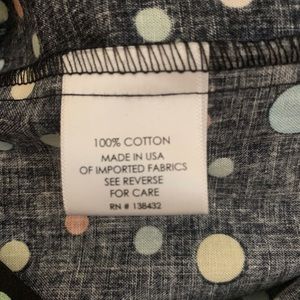 100% COTTON
MADE IN USA
OF IMPORTED FABRICS
SEE REVERSE
FOR CARE
RN # 138432